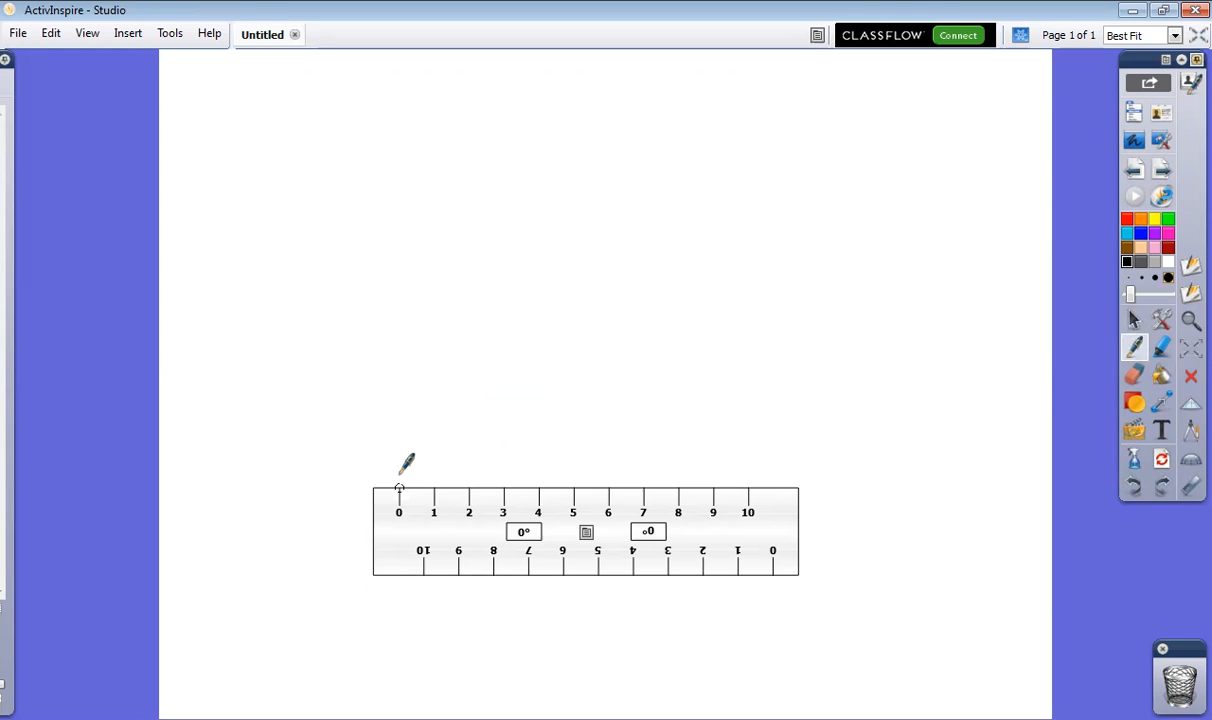 ActivInspire - Studio
File Edit View Insert Tools Help Untitled CLASSFLOW Connect Page 1 of 1 Best Fit
T
0 1 2 3 4 5 6 7 8 9 10
0º 0º
10 9 8 7 6 5 4 3 2 1 0